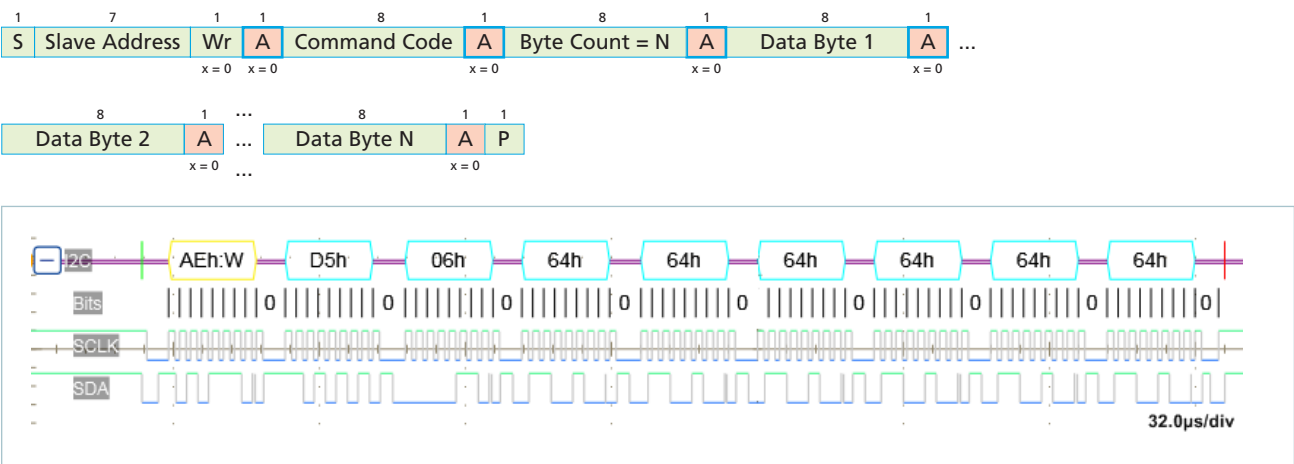 1 7 1 1 8 1 8 1 8 1
S Slave Address Wr A Command Code A Byte Count = N A Data Byte 1 A ...
x = 0 x = 0 x = 0 x = 0 x = 0
8 1 ... 8 1 1
Data Byte 2 A ... Data Byte N A P
x = 0 ... x = 0
I2C AEh:W D5h 06h 64h 64h 64h 64h 64h 64h
Bits 0 0 0 0 0 0 0 0 0
SCLK
SDA
32.0µs/div